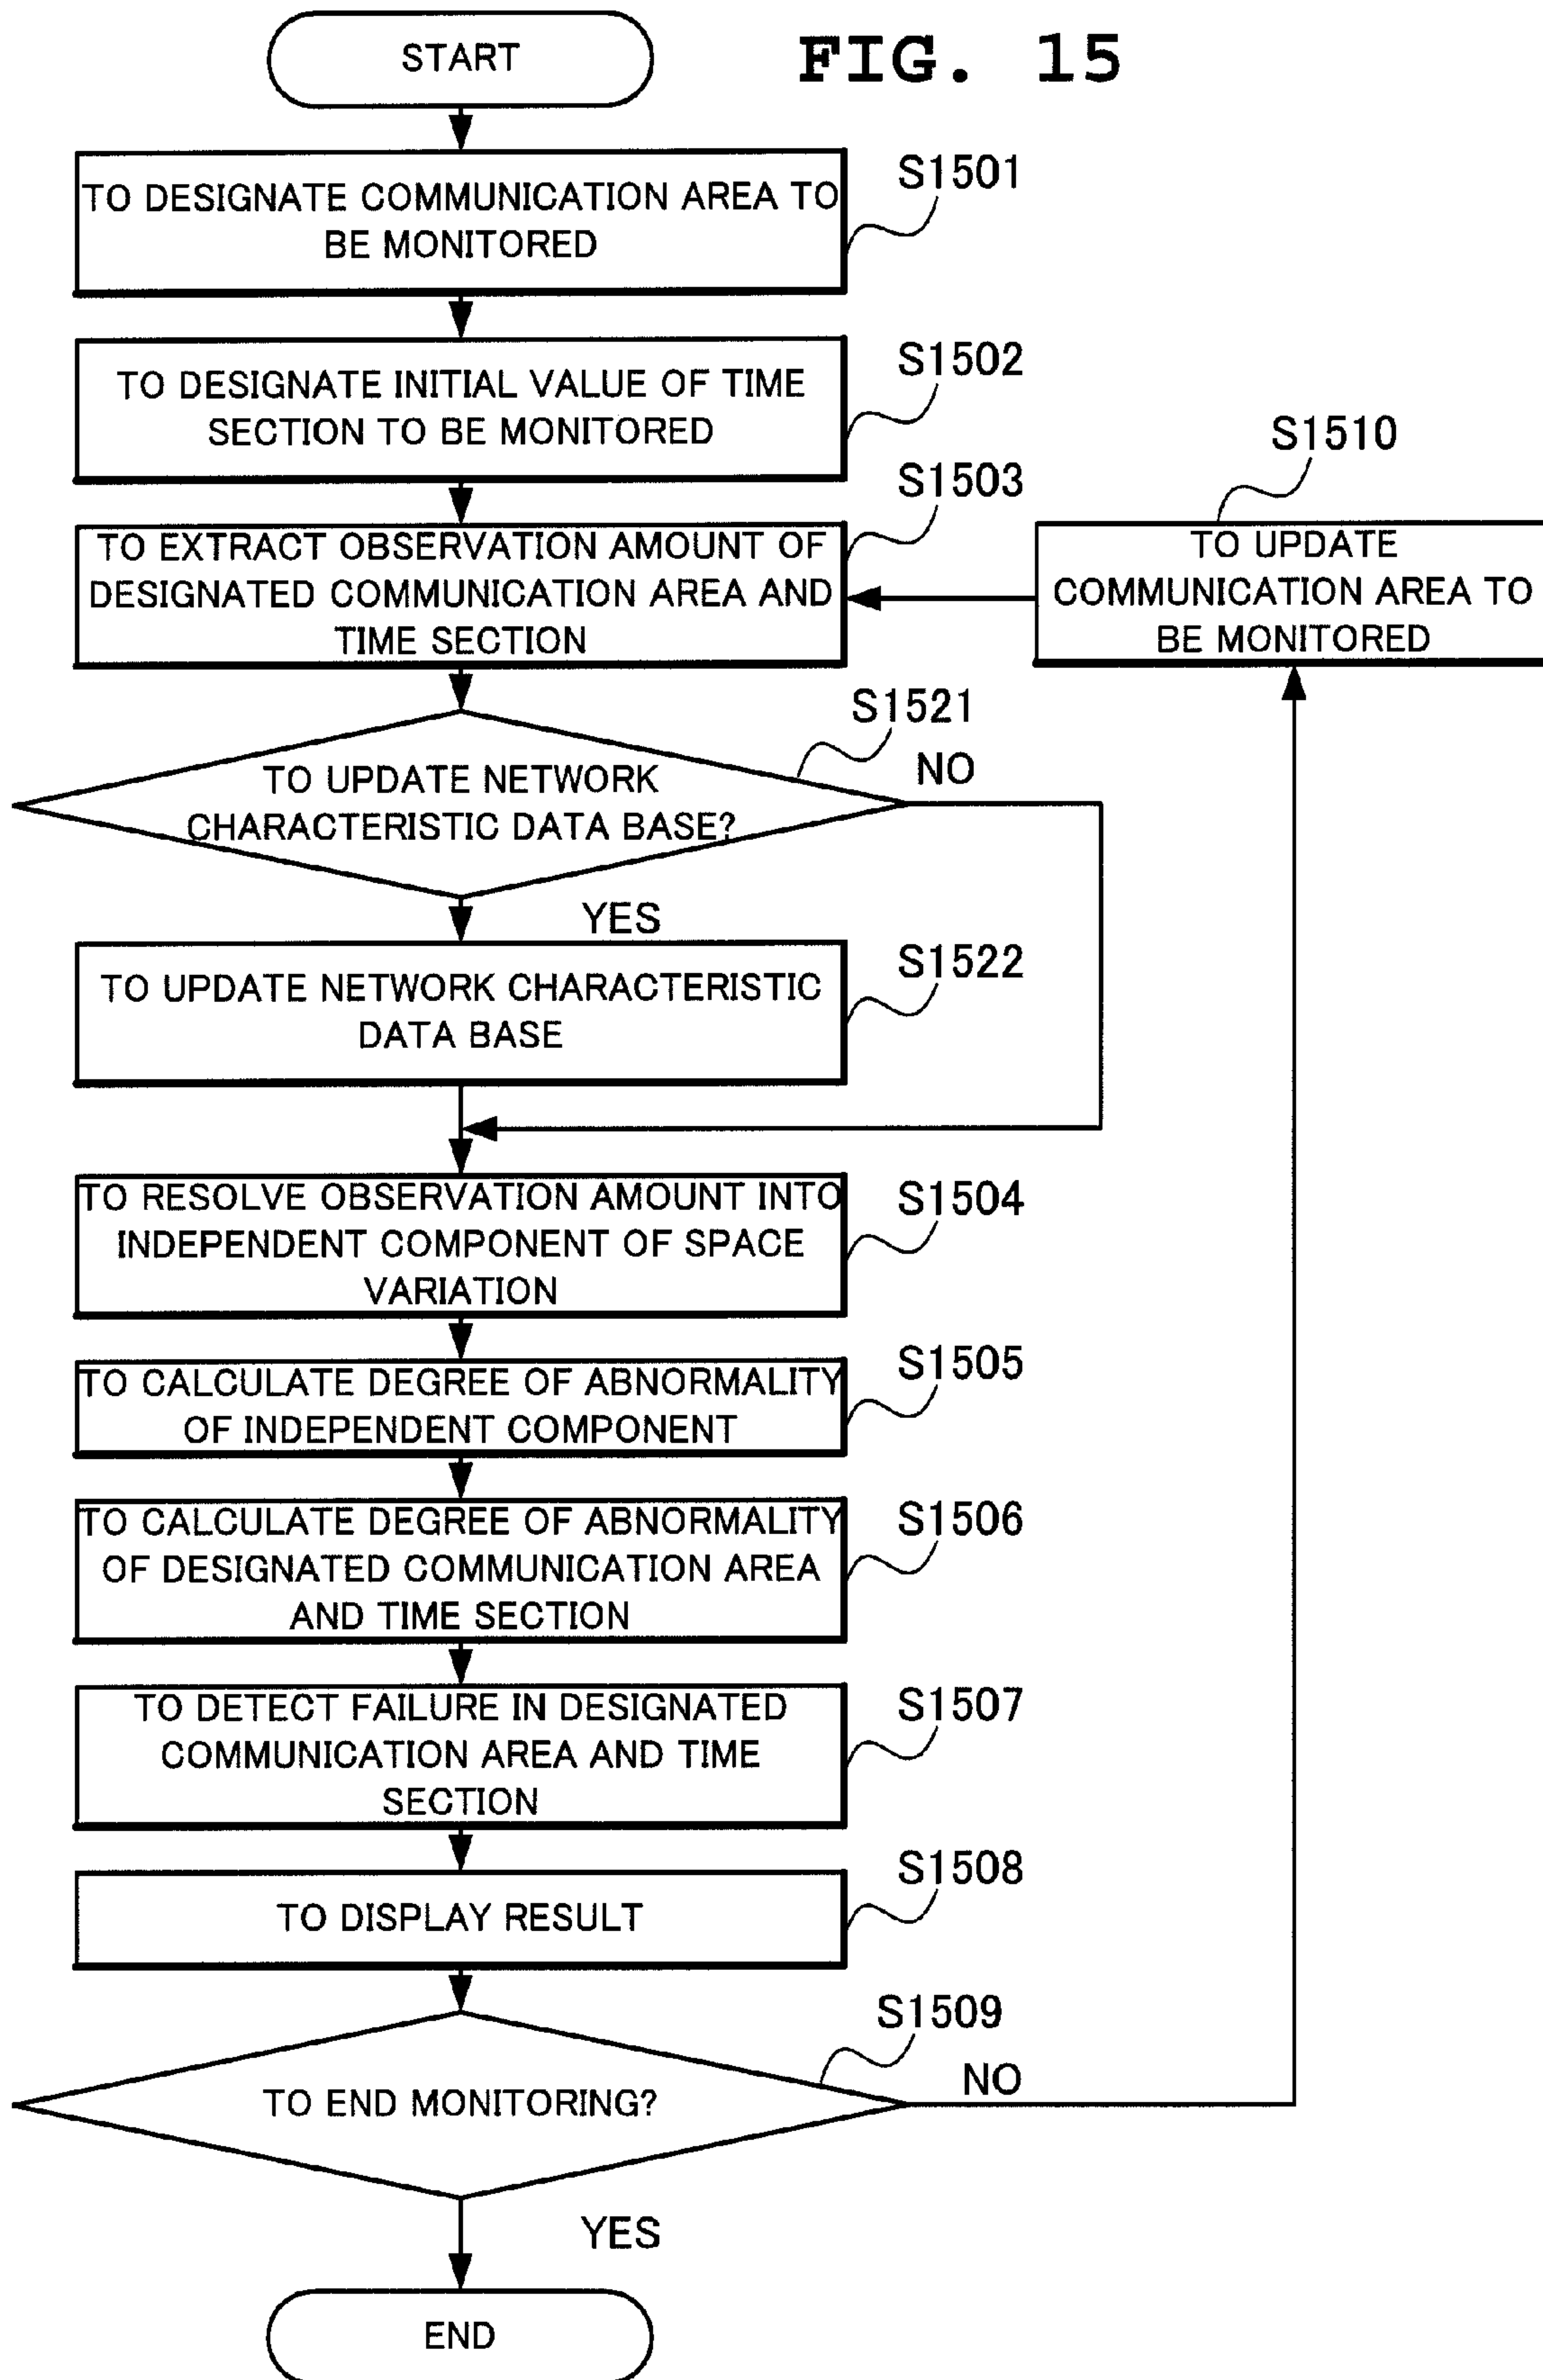 START
FIG. 15
TO DESIGNATE COMMUNICATION AREA TO
BE MONITORED
S1501
TO DESIGNATE INITIAL VALUE OF TIME
SECTION TO BE MONITORED
S1502
TO EXTRACT OBSERVATION AMOUNT OF
DESIGNATED COMMUNICATION AREA AND
TIME SECTION
S1503
S1510
TO UPDATE
COMMUNICATION AREA TO
BE MONITORED
S1521
TO UPDATE NETWORK
CHARACTERISTIC DATA BASE?
NO
YES
TO UPDATE NETWORK CHARACTERISTIC
DATA BASE
S1522
TO RESOLVE OBSERVATION AMOUNT INTO
INDEPENDENT COMPONENT OF SPACE
VARIATION
S1504
TO CALCULATE DEGREE OF ABNORMALITY
OF INDEPENDENT COMPONENT
S1505
TO CALCULATE DEGREE OF ABNORMALITY
OF DESIGNATED COMMUNICATION AREA
AND TIME SECTION
S1506
TO DETECT FAILURE IN DESIGNATED
COMMUNICATION AREA AND TIME
SECTION
S1507
TO DISPLAY RESULT
S1508
TO END MONITORING?
S1509
NO
YES
END